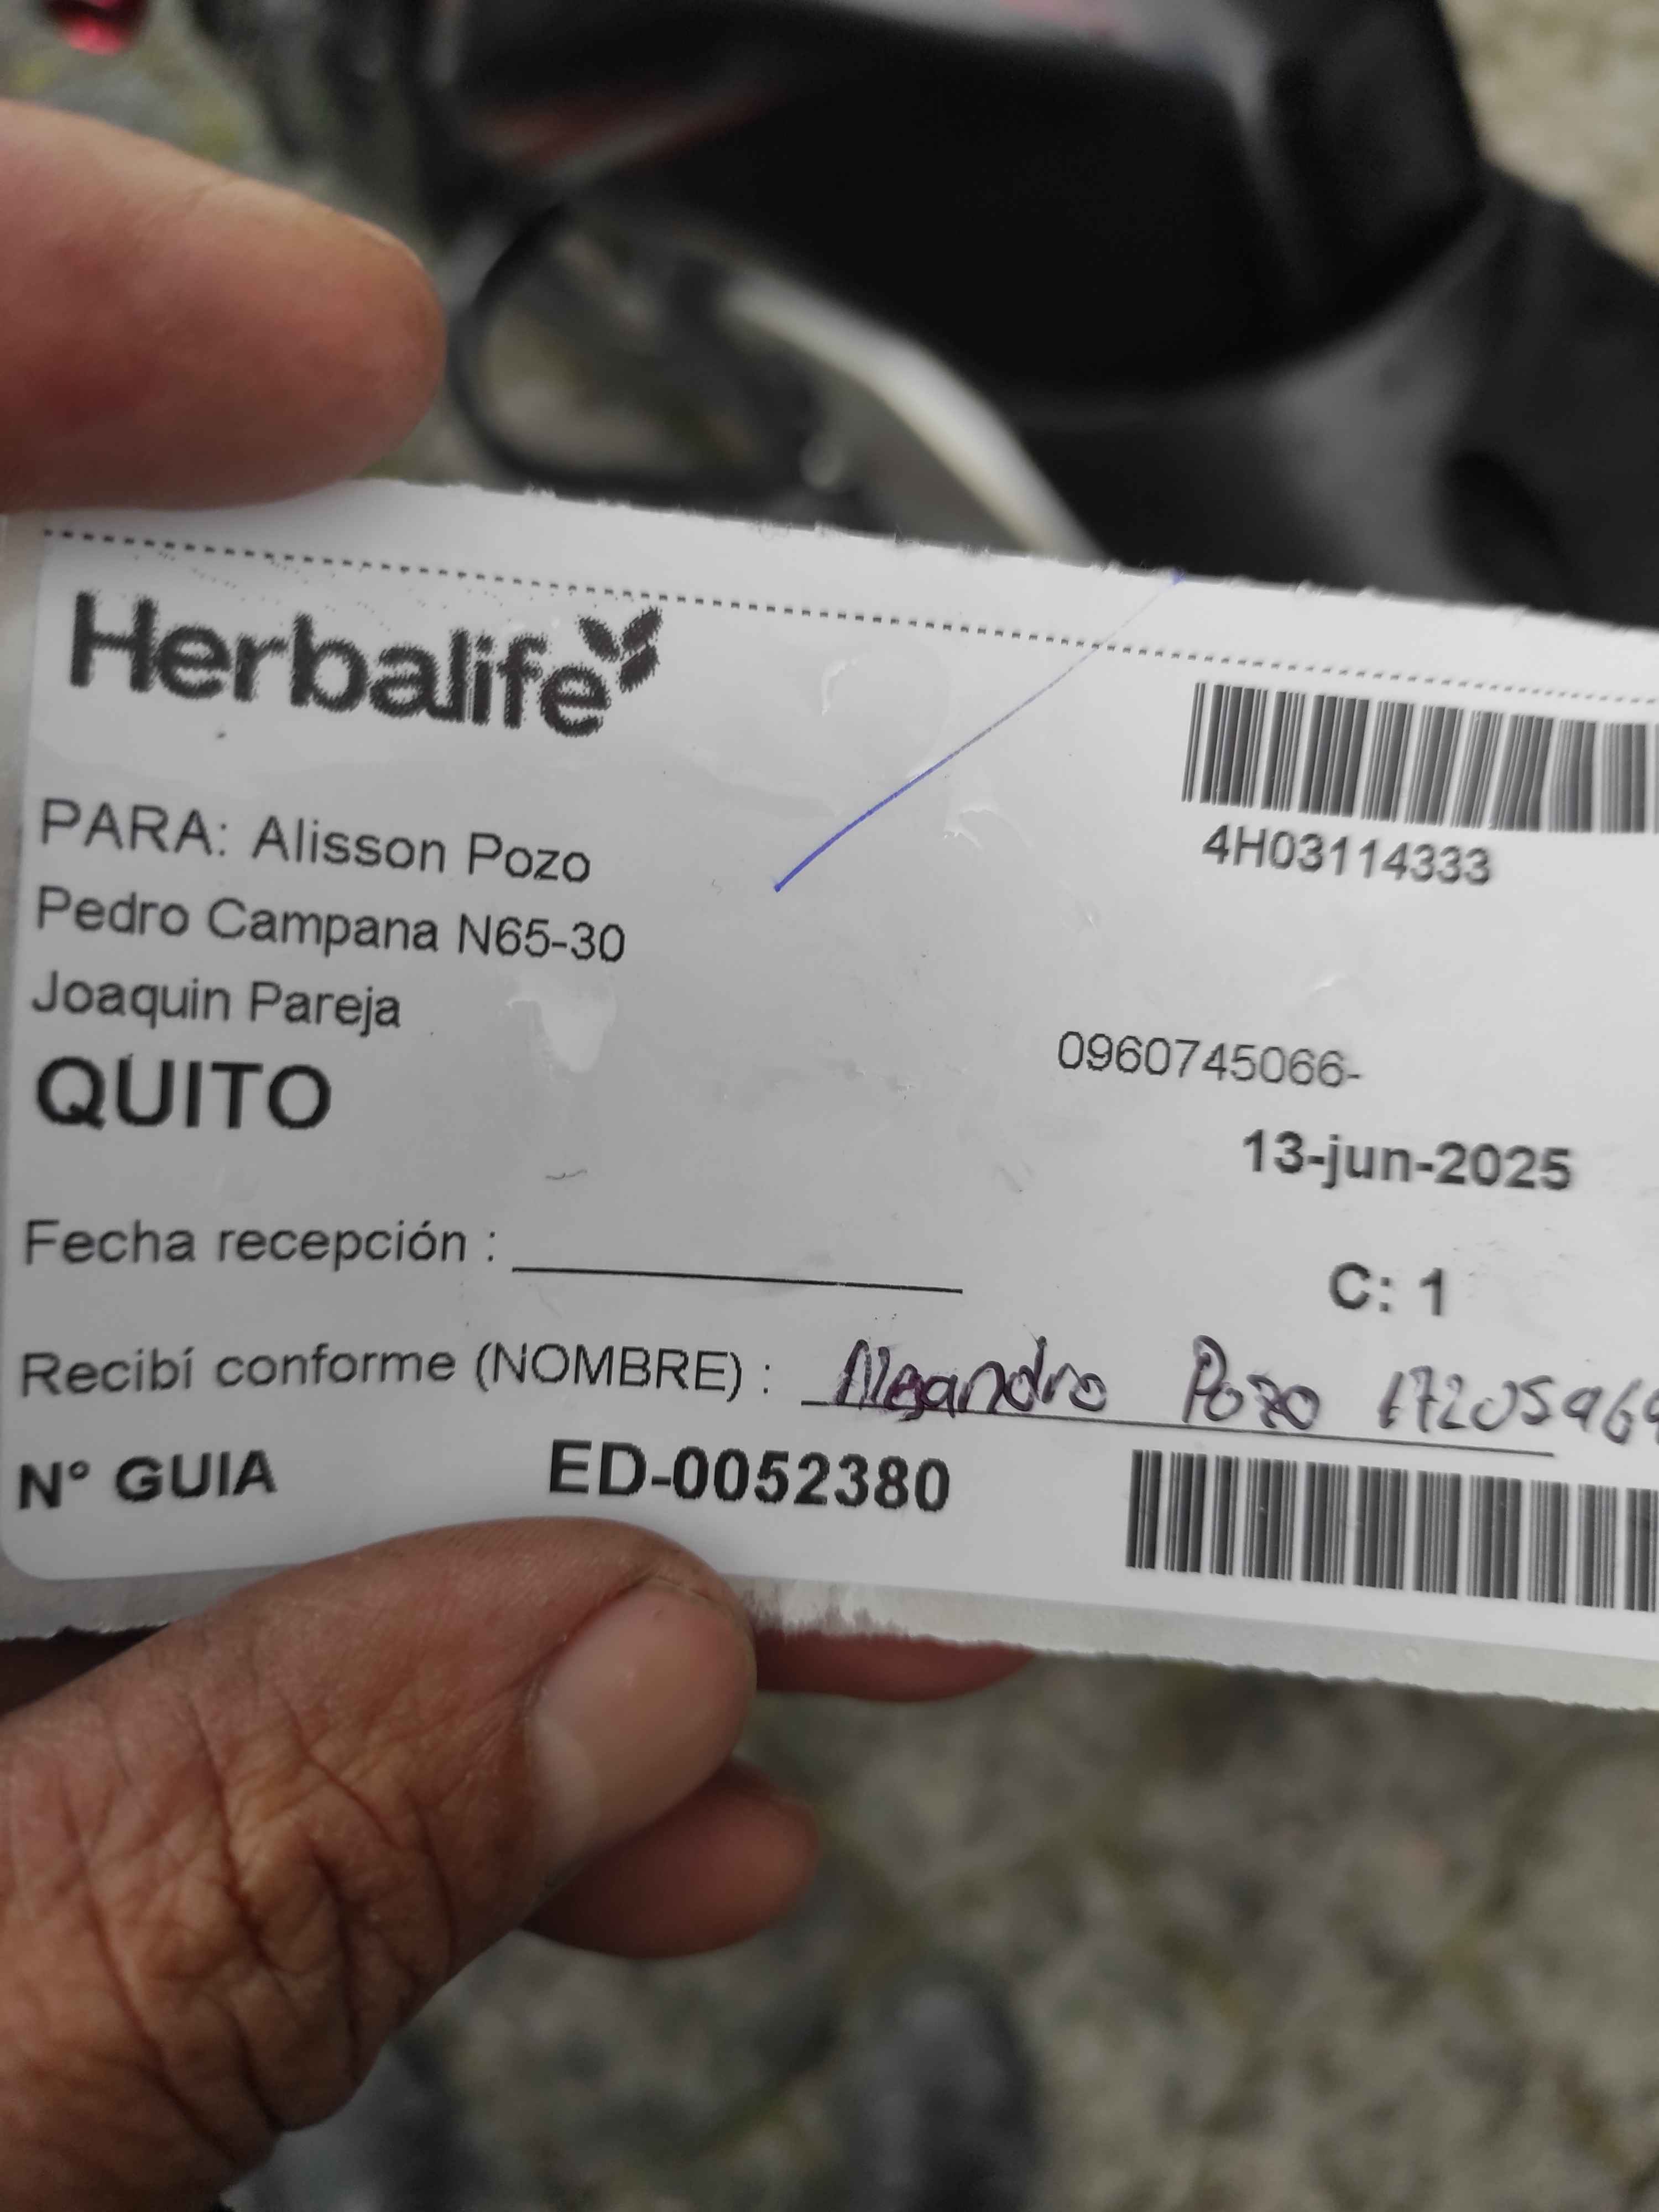 Herbalife
4H03114333
PARA: Alisson Pozo
Pedro Campana N65-30
Joaquin Pareja
QUITO
0960745066-
13-jun-2025
Fecha recepción :
C: 1
Recibí conforme (NOMBRE) : Alejandro Pozo 17205969
N° GUIA ED-0052380